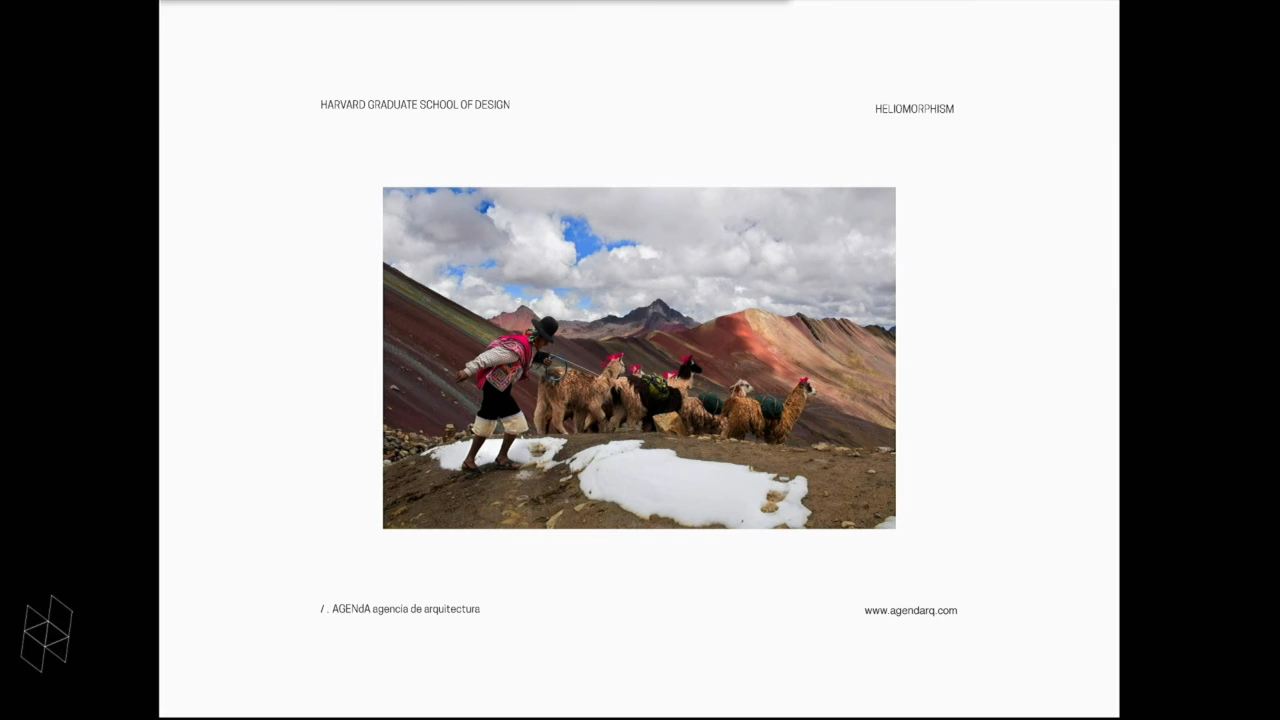 HARVARD GRADUATE SCHOOL OF DESIGN
HELIOMORPHISM
/ . AGENdA agencia de arquitectura
www.agendarq.com